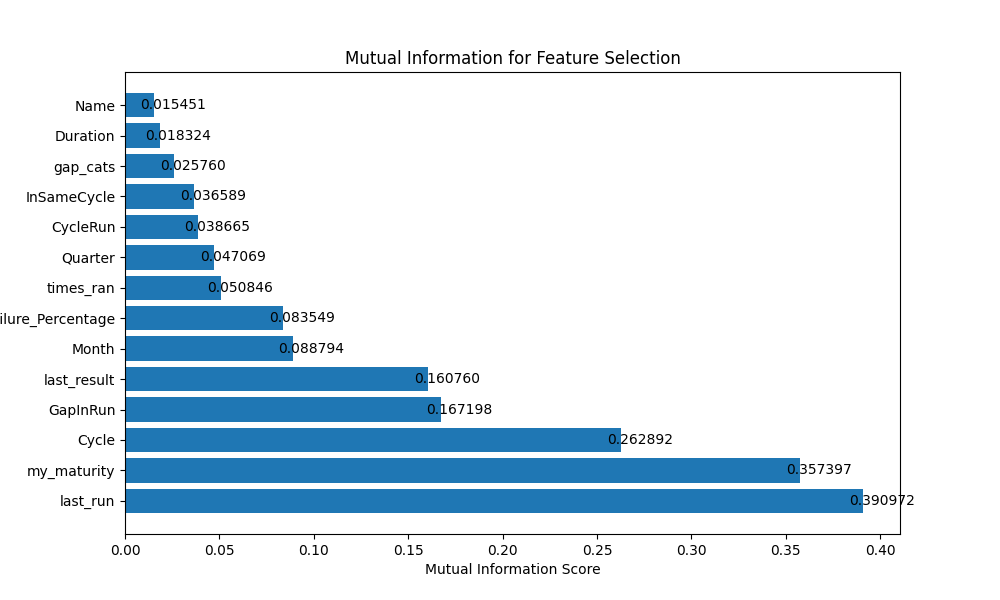 Mutual Information for Feature Selection
Name 0.015451
Duration 0.018324
gap_cats 0.025760
InSameCycle 0.036589
CycleRun 0.038665
Quarter 0.047069
times_ran 0.050846
ilure_Percentage 0.083549
Month 0.088794
last_result 0.160760
GapInRun 0.167198
Cycle 0.262892
my_maturity 0.357397
last_run 0.390972
0.00 0.05 0.10 0.15 0.20 0.25 0.30 0.35 0.40
Mutual Information Score